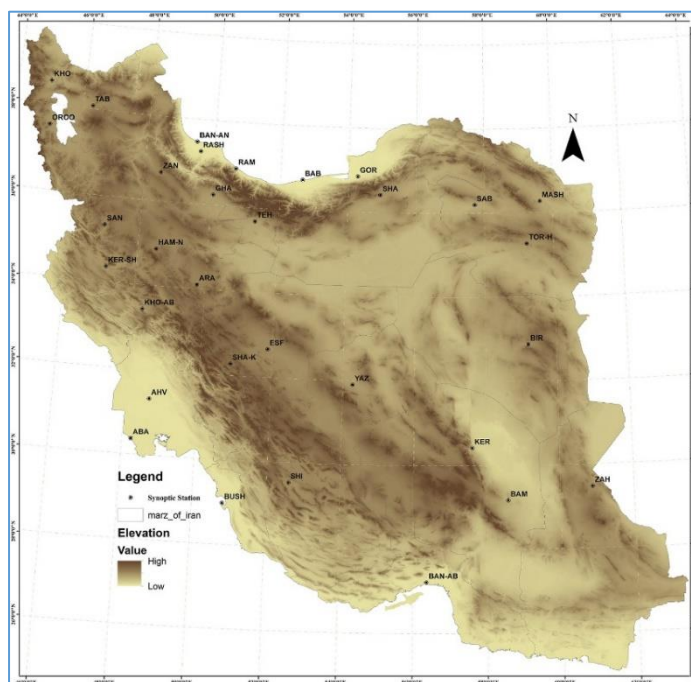 KHO
TAB
OROO
BAN-AN
RASH
ZAN
RAM
BAB
GOR
GHA
SHA
SAB
MASH
TEH
SAN
HAM-N
TOR-H
KER-SH
ARA
KHO-AB
ESF
SHA-K
BIR
YAZ
AHV
ABA
KER
SHI
ZAH
BUSH
BAM
BAN-AB
N
Legend
Synoptic Station
marz_of_iran
Elevation
Value
High
Low